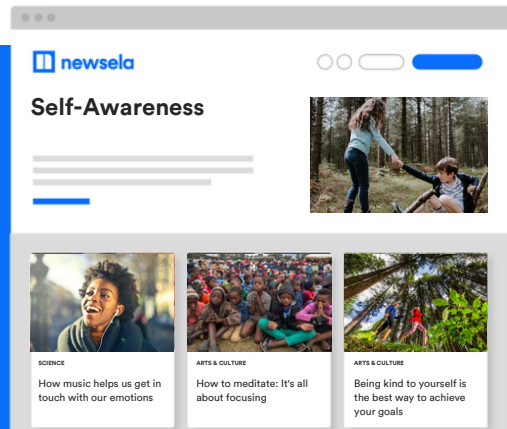 newsela
Self-Awareness
SCIENCE
How music helps us get in
touch with our emotions
ARTS & CULTURE
How to meditate: It's all
about focusing
ARTS & CULTURE
Being kind to yourself is
the best way to achieve
your goals